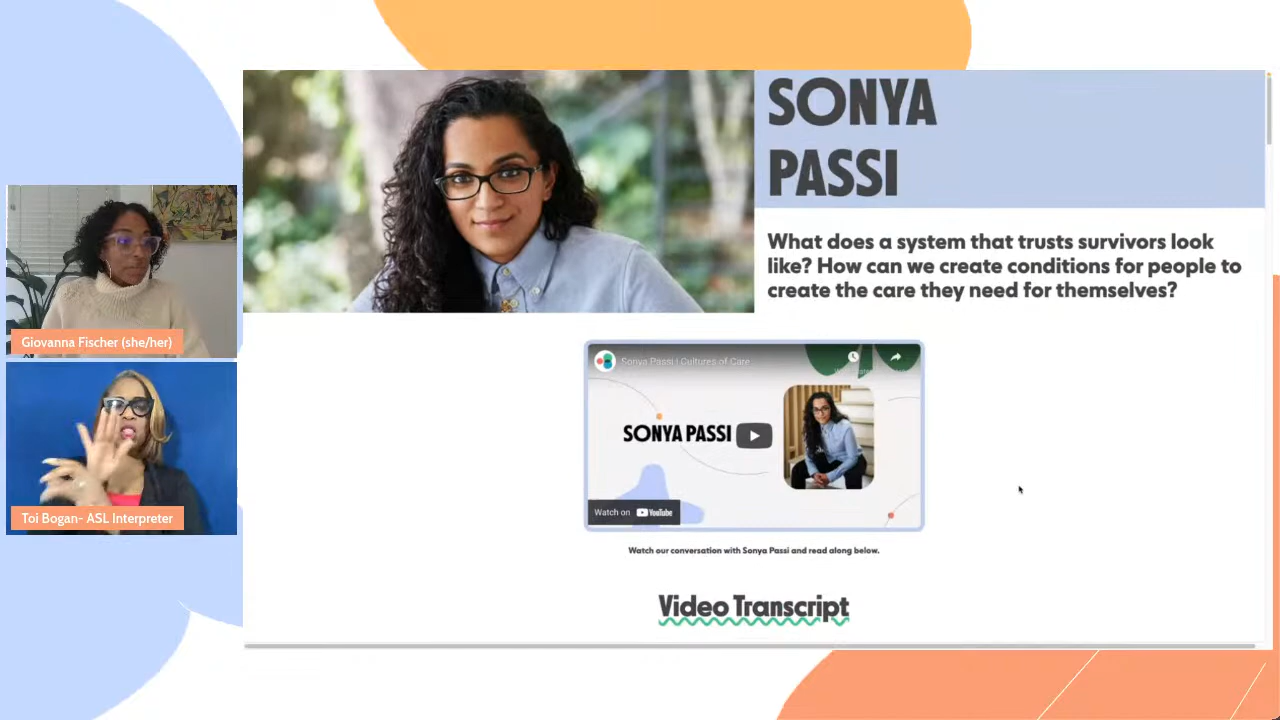 SONYA
PASSI
What does a system that trusts survivors look
like? How can we create conditions for people to
create the care they need for themselves?
Giovanna Fischer (she/her)
Toi Bogan- ASL Interpreter
Sonya Passi | Cultures of Care
SONYA PASSI
Watch on YouTube
Watch our conversation with Sonya Passi and read along below.
Video Transcript